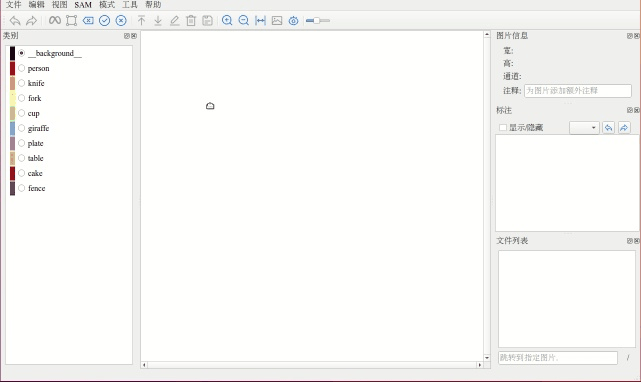 文件 编辑 视图 SAM 模式 工具 帮助
类别
__background__
person
knife
fork
cup
giraffe
plate
table
cake
fence
图片信息
宽:
高:
通道:
注释: 为图片添加额外注释
标注
显示/隐藏
文件列表
跳转到指定图片. /